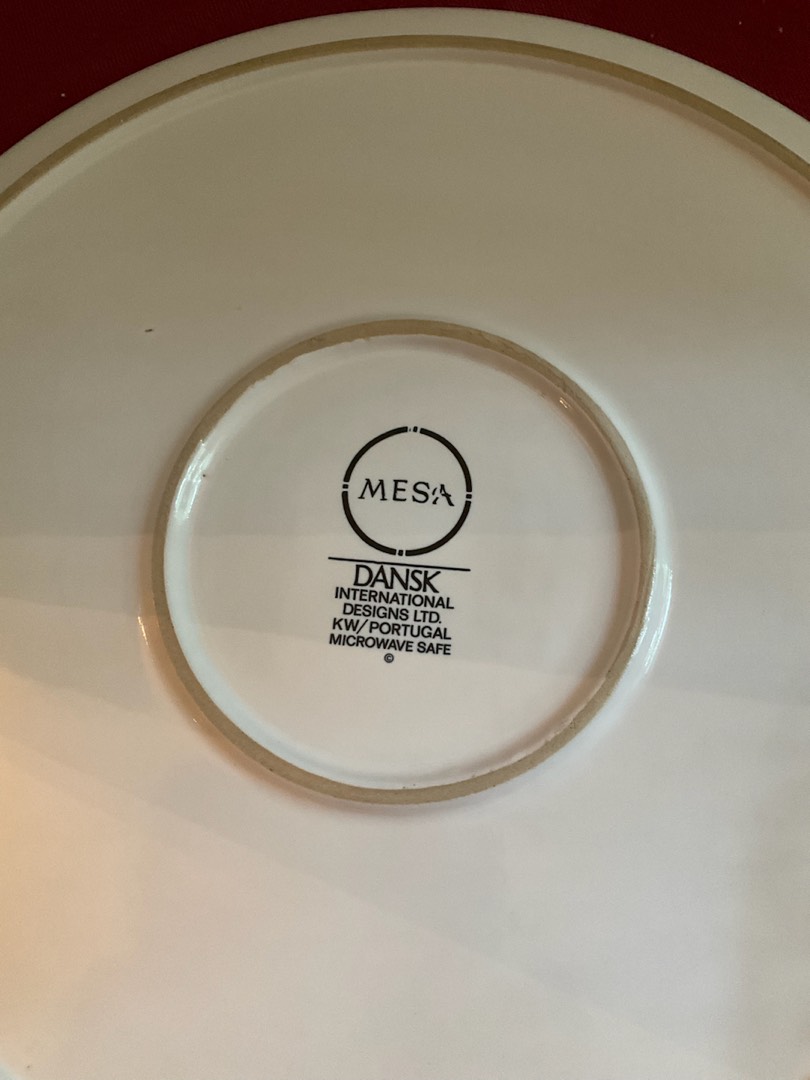 MESA
DANSK
INTERNATIONAL
DESIGNS LTD.
KW/PORTUGAL
MICROWAVE SAFE
©